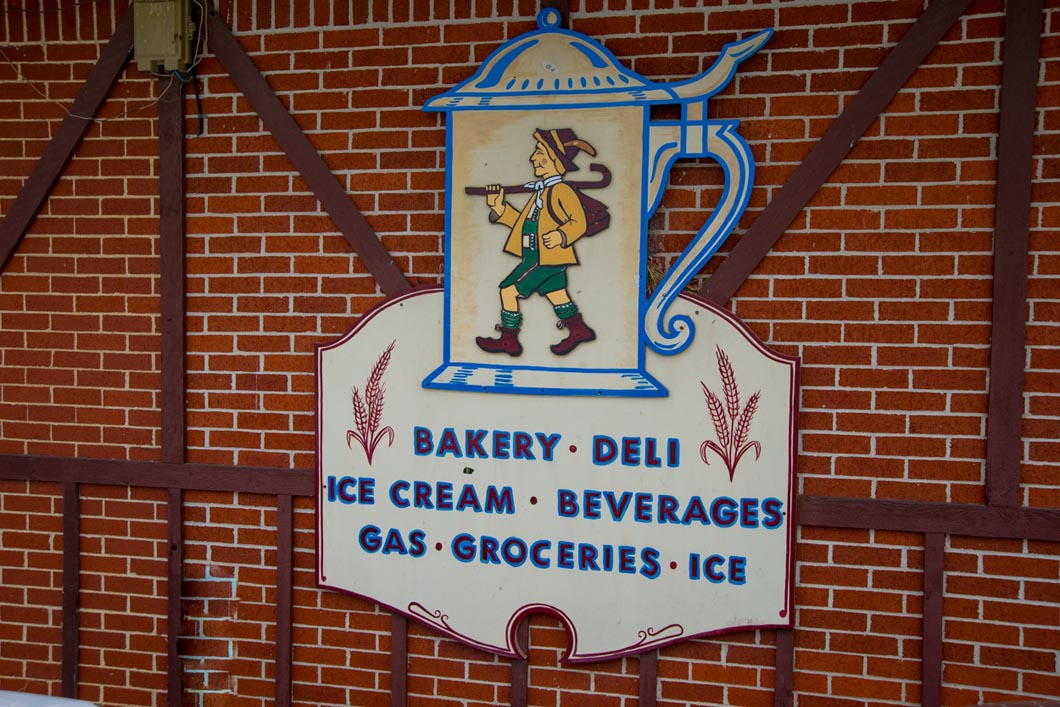 BAKERY · DELI
ICE CREAM · BEVERAGES
GAS · GROCERIES · ICE